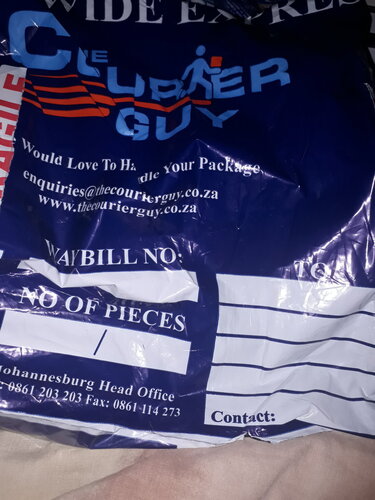 WIDE EXPRES
THE
COURIER
GUY
Would Love To Handle Your Package
enquiries@thecourierguy.co.za
www.thecourierguy.co.za
WAYBILL NO:
TO
NO OF PIECES
/
Johannesburg Head Office
: 0861 203 203 Fax: 0861 114 273
Contact: